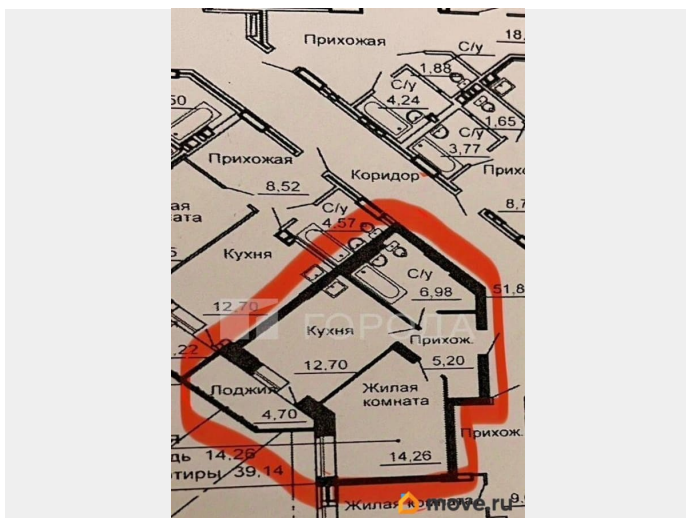 Прихожая
С/у
18,
1,88
С/у
4,24
1,65
С/у
3,77
50
Прихожая
Коридор
8,52
С/у
4,57
8,7
Кухня
12,70
С/у
6,98
51,8
ГОРОДА
Кухня
Прихож.
5,20
12,70
,22
Жилая
комната
Лоджия
4,70
Прихож.
14,26
14,26
39,14
Жилая комната
move.ru